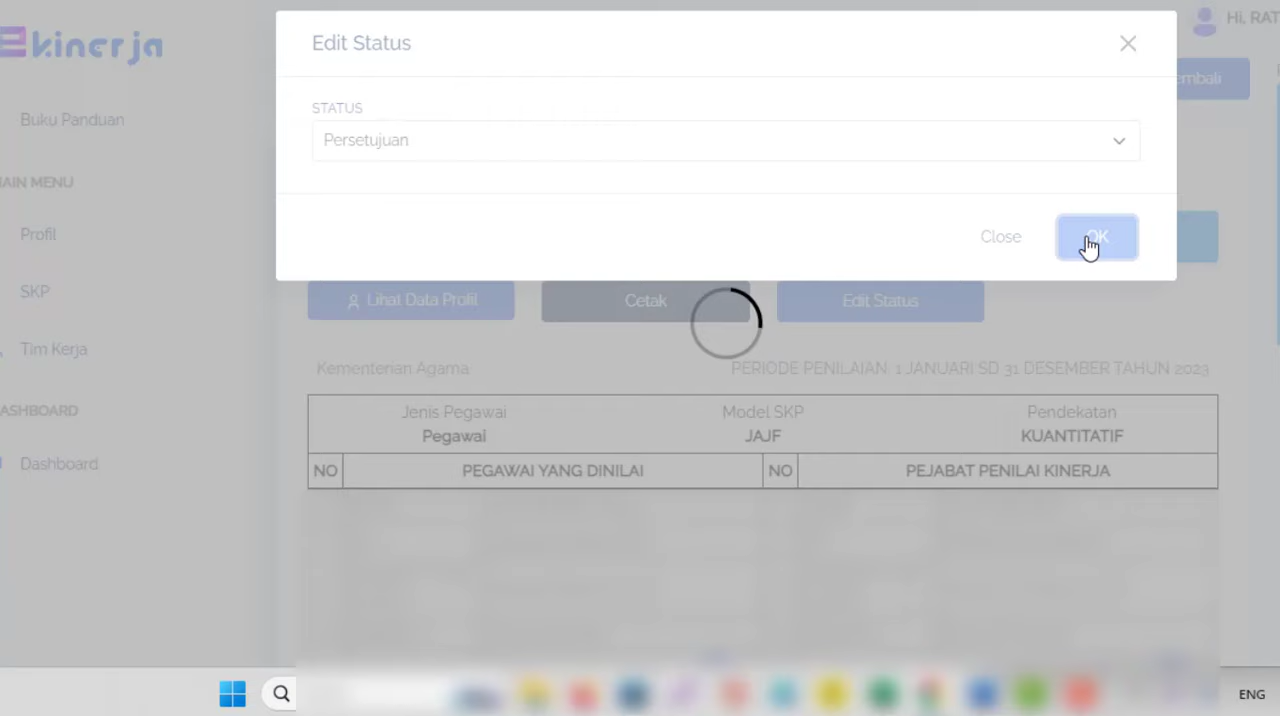 Edit Status
Hi, RAT
Ekinerja
embali
STATUS
Persetujuan
Buku Panduan
AIN MENU
Profil
Close
OK
SKP
Lihat Data Profil
Cetak
Edit Status
Tim Kerja
Kementerian Agama
PERIODE PENILAIAN: 1 JANUARI SD 31 DESEMBER TAHUN 2023
ASHBOARD
Jenis Pegawai
Model SKP
Pendekatan
Pegawai
JAJF
KUANTITATIF
Dashboard
NO
PEGAWAI YANG DINILAI
NO
PEJABAT PENILAI KINERJA
ENG